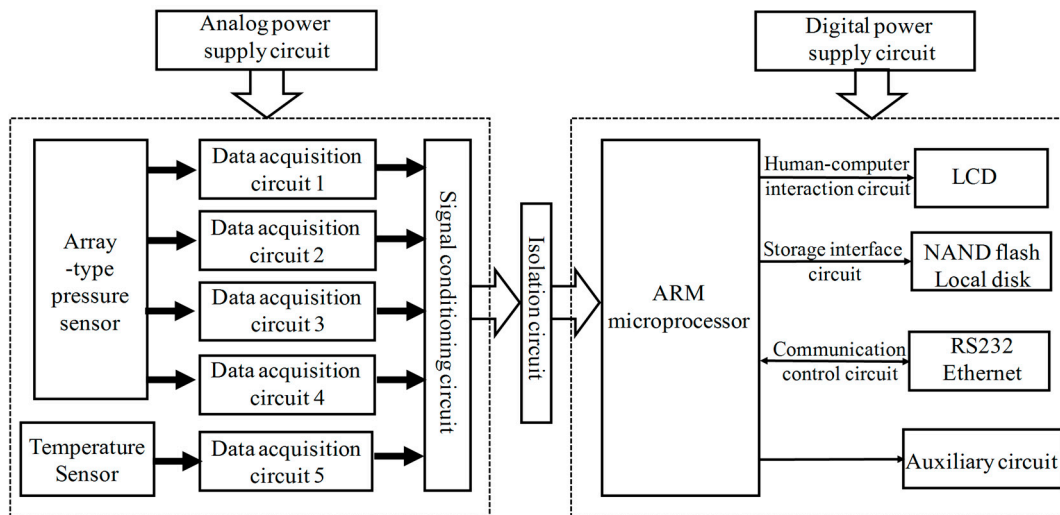 Analog power
supply circuit
Digital power
supply circuit
Array
-type
pressure
sensor
Temperature
Sensor
Data acquisition
circuit 1
Data acquisition
circuit 2
Data acquisition
circuit 3
Data acquisition
circuit 4
Data acquisition
circuit 5
Signal conditioning circuit
Isolation circuit
ARM
microprocessor
Human-computer
interaction circuit
LCD
Storage interface
circuit
NAND flash
Local disk
Communication
control circuit
RS232
Ethernet
Auxiliary circuit